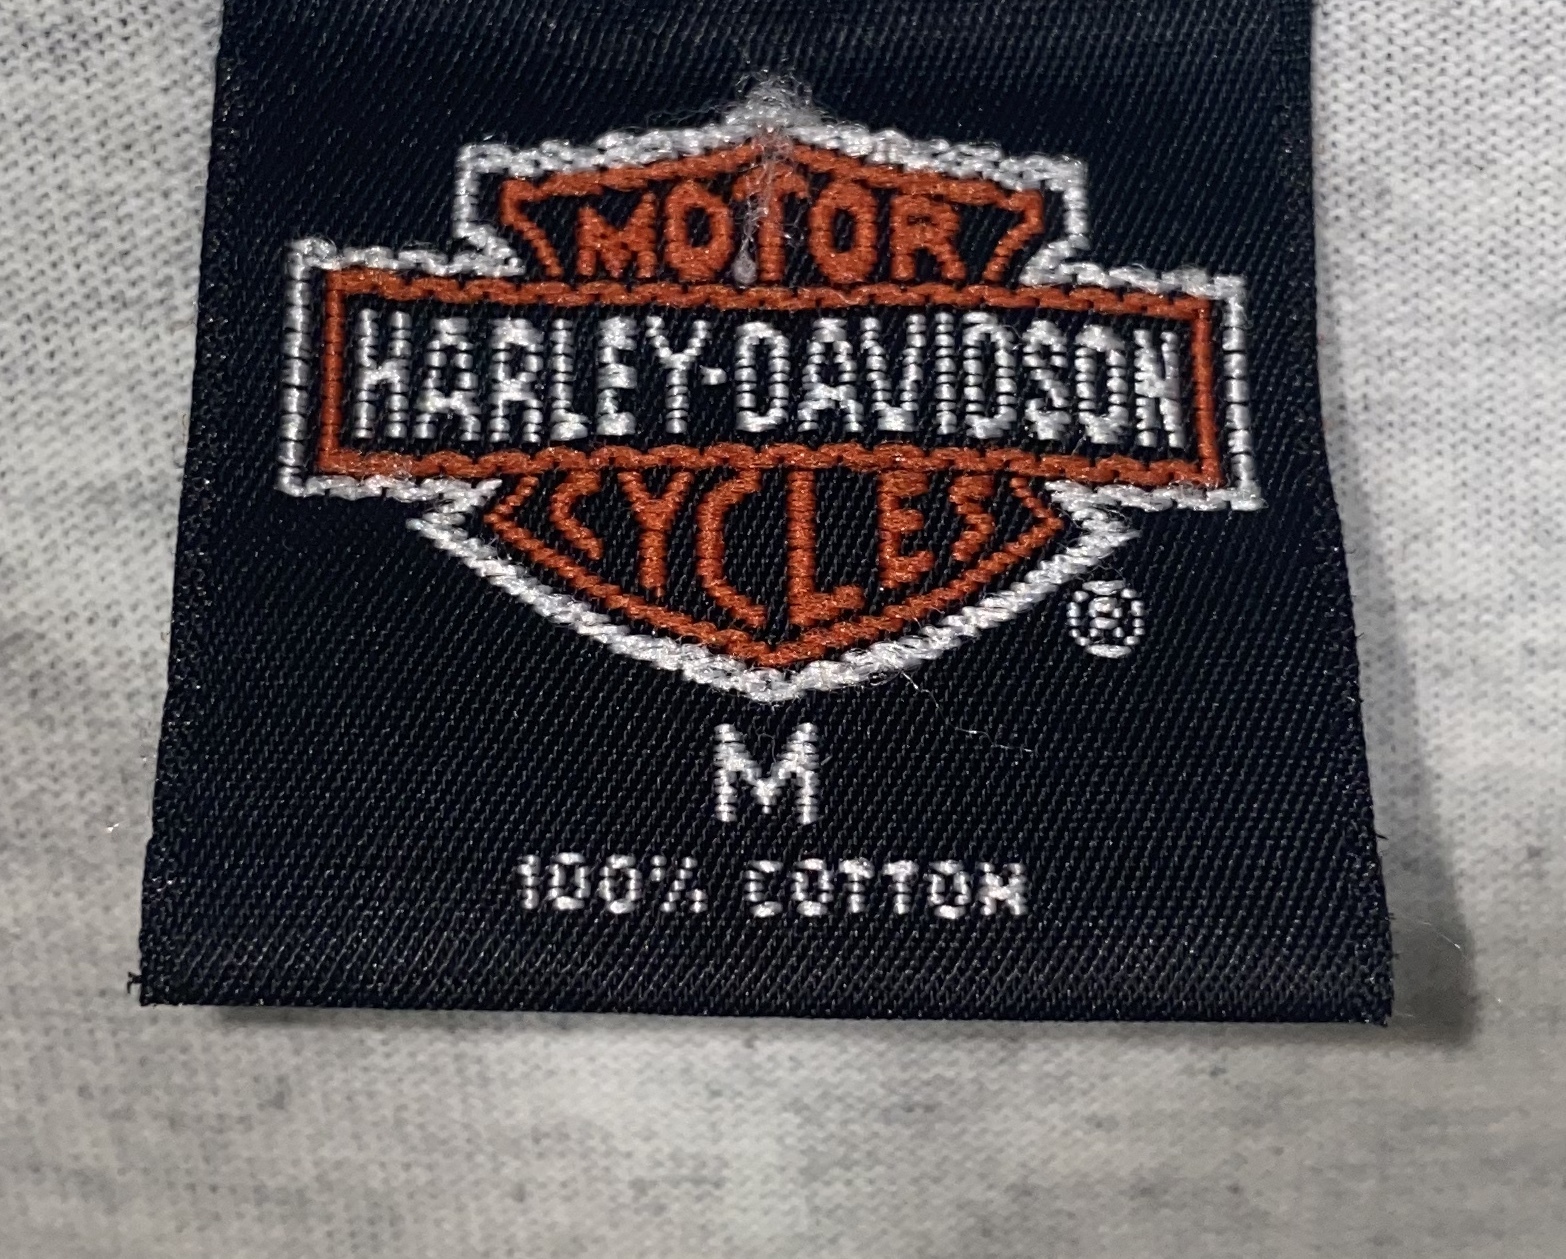 MOTOR
HARLEY-DAVIDSON
CYCLES
®
M
100% COTTON